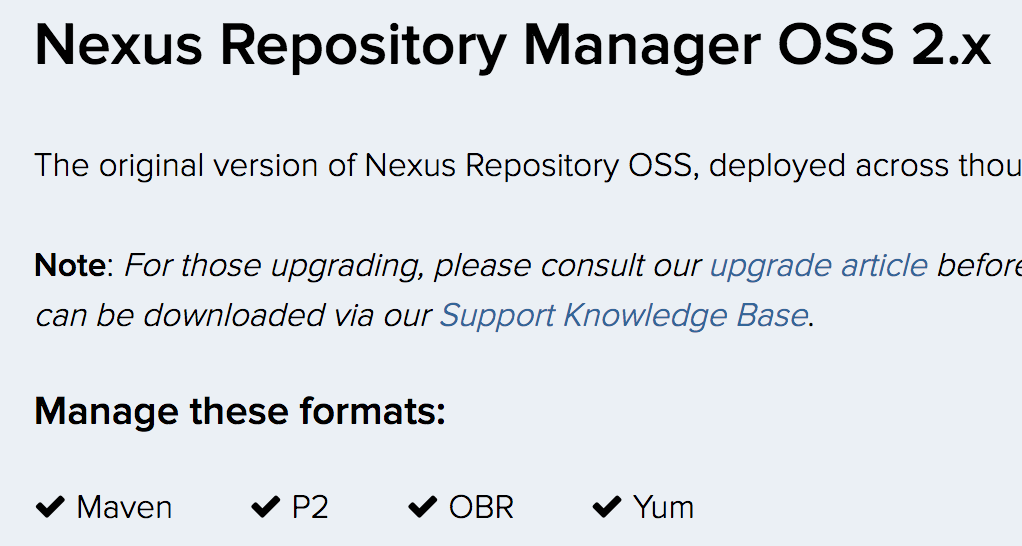 Nexus Repository Manager OSS 2.x
The original version of Nexus Repository OSS, deployed across thou
Note: For those upgrading, please consult our upgrade article before
can be downloaded via our Support Knowledge Base.
Manage these formats:
✔ Maven ✔ P2 ✔ OBR ✔ Yum